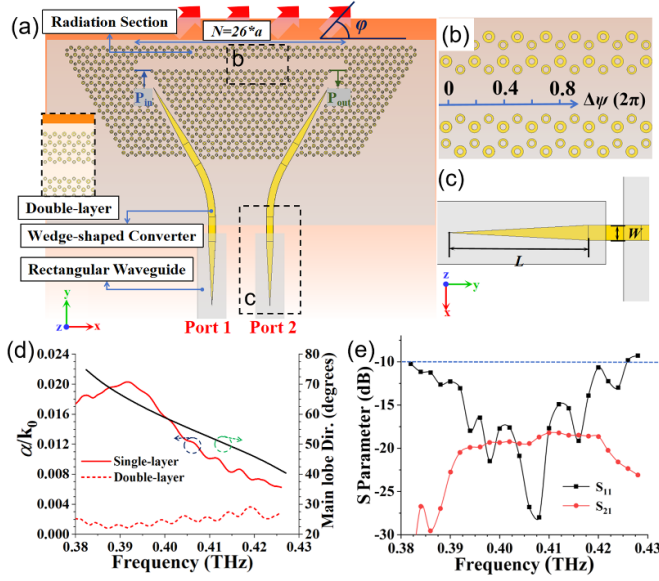 (a)
Radiation Section
N=26*a
φ
b
P_in
P_out
Double-layer
Wedge-shaped Converter
Rectangular Waveguide
c
Port 1
Port 2
y
z
x
(b)
0 0.4 0.8 Δψ (2π)
(c)
W
L
z
y
x
(d)
α/k₀
0.024
0.020
0.016
0.012
0.008
0.004
0.000
Single-layer
Double-layer
80
70
60
50
40
30
20
Main lobe Dir. (degrees)
0.38 0.39 0.40 0.41 0.42 0.43
Frequency (THz)
(e)
S Parameter (dB)
-5
-10
-15
-20
-25
-30
S₁₁
S₂₁
0.38 0.39 0.40 0.41 0.42 0.43
Frequency (THz)